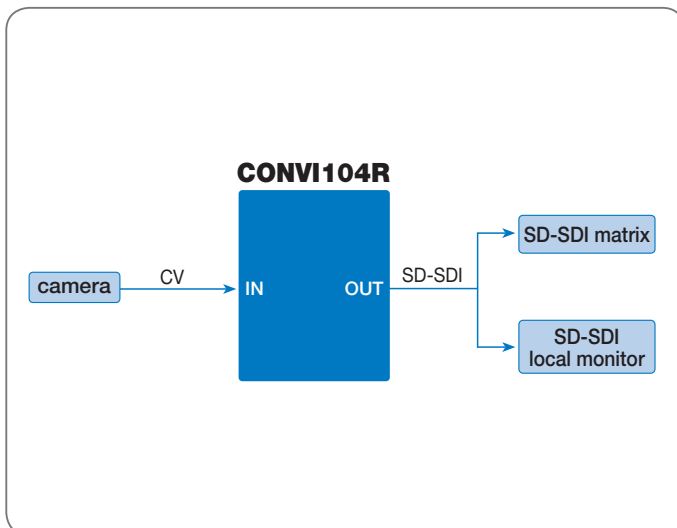 CONVI104R
camera
CV
IN
OUT
SD-SDI
SD-SDI matrix
SD-SDI
local monitor